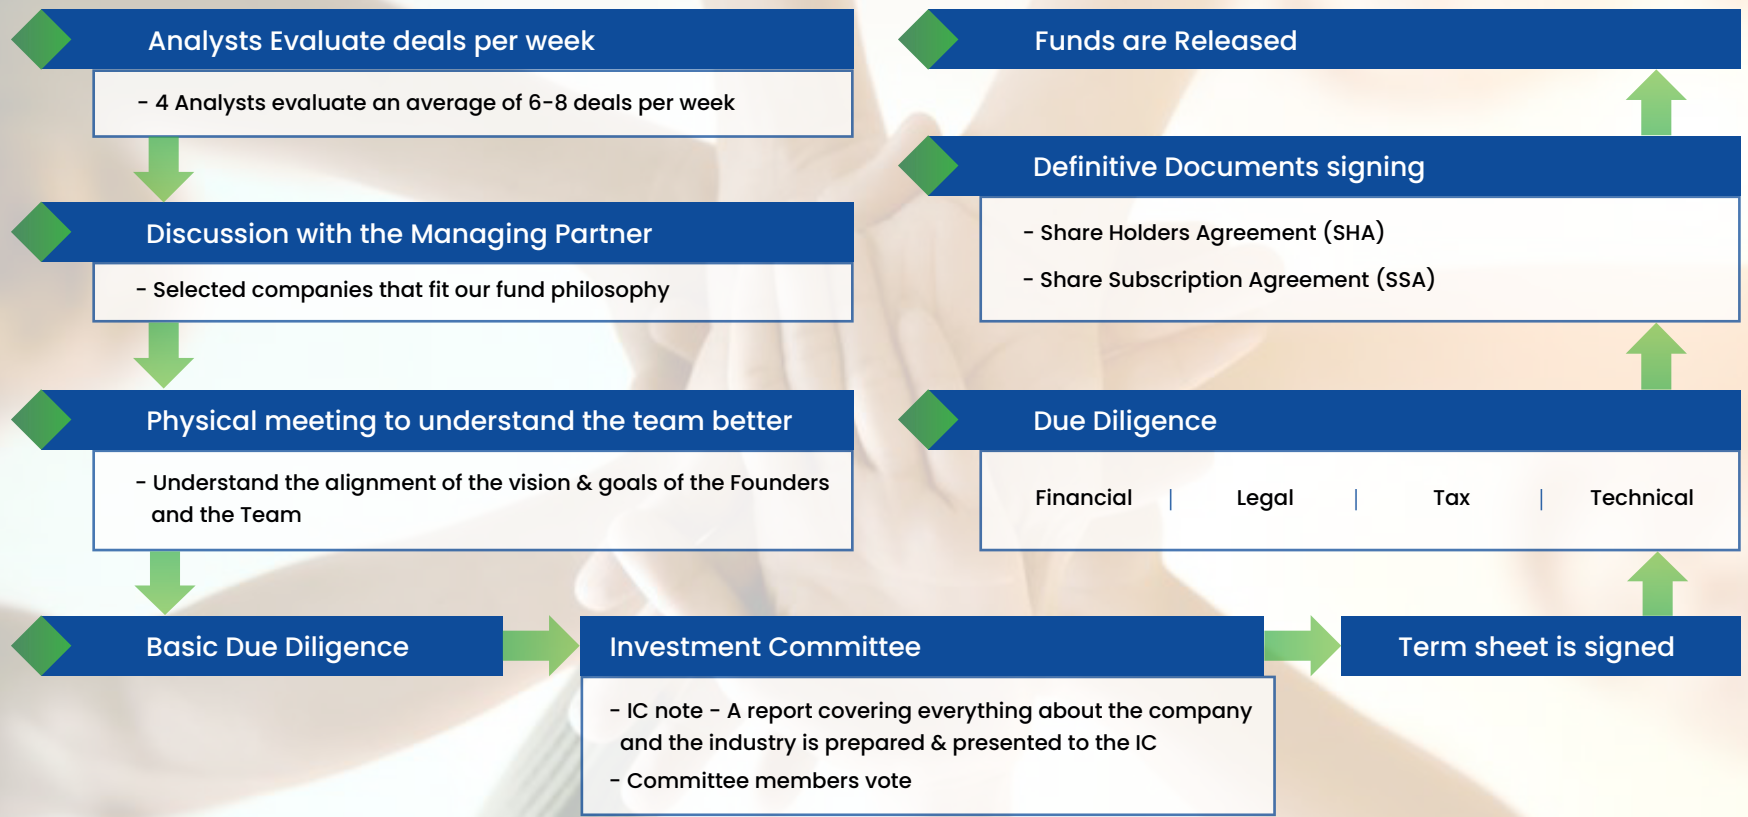 Analysts Evaluate deals per week
- 4 Analysts evaluate an average of 6-8 deals per week
Discussion with the Managing Partner
- Selected companies that fit our fund philosophy
Physical meeting to understand the team better
- Understand the alignment of the vision & goals of the Founders
and the Team
Basic Due Diligence
Investment Committee
- IC note - A report covering everything about the company
and the industry is prepared & presented to the IC
- Committee members vote
Term sheet is signed
Due Diligence
Financial | Legal | Tax | Technical
Definitive Documents signing
- Share Holders Agreement (SHA)
- Share Subscription Agreement (SSA)
Funds are Released